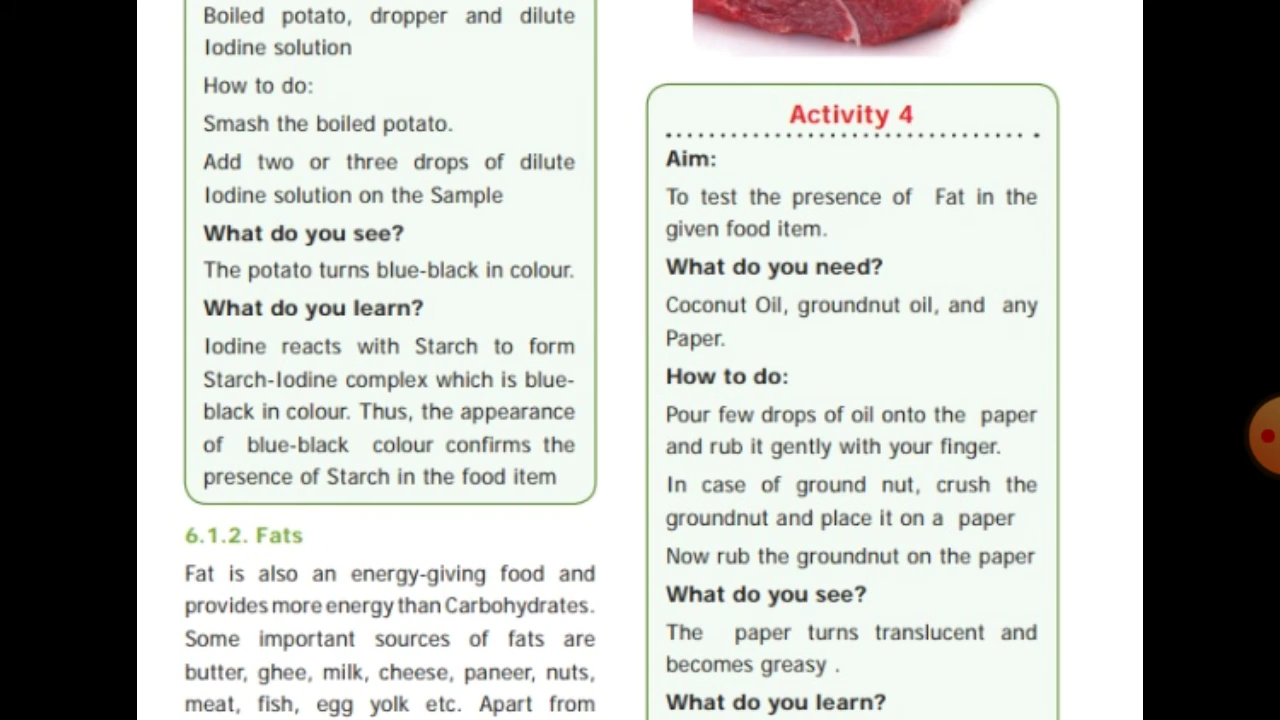 Boiled potato, dropper and dilute
Iodine solution
How to do:
Smash the boiled potato.
Add two or three drops of dilute
Iodine solution on the Sample
What do you see?
The potato turns blue-black in colour.
What do you learn?
Iodine reacts with Starch to form
Starch-Iodine complex which is blue-
black in colour. Thus, the appearance
of blue-black colour confirms the
presence of Starch in the food item
6.1.2. Fats
Fat is also an energy-giving food and
provides more energy than Carbohydrates.
Some important sources of fats are
butter, ghee, milk, cheese, paneer, nuts,
meat, fish, egg yolk etc. Apart from
Activity 4
Aim:
To test the presence of Fat in the
given food item.
What do you need?
Coconut Oil, groundnut oil, and any
Paper.
How to do:
Pour few drops of oil onto the paper
and rub it gently with your finger.
In case of ground nut, crush the
groundnut and place it on a paper
Now rub the groundnut on the paper
What do you see?
The paper turns translucent and
becomes greasy .
What do you learn?